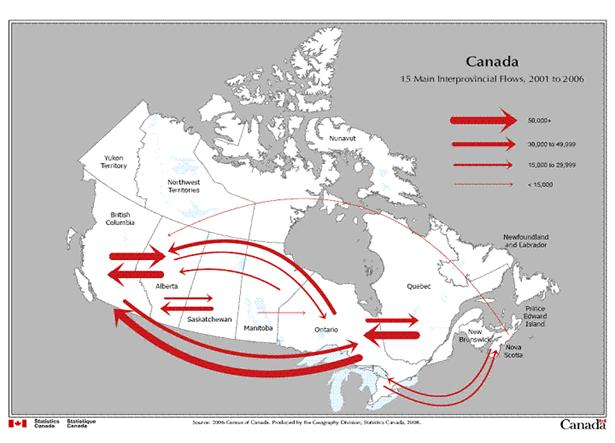 Canada
15 Main Interprovincial Flows, 2001 to 2006
50,000+
30,000 to 49,999
15,000 to 29,999
< 15,000
Nunavut
Yukon
Territory
Northwest
Territories
British
Columbia
Newfoundland
and Labrador
Alberta
Quebec
Saskatchewan
Manitoba
Ontario
Prince
Edward
Island
New
Brunswick
Nova
Scotia
Statistics
Canada
Statistique
Canada
Source: 2006 Census of Canada. Produced by the Geography Division, Statistics Canada, 2008.
Canada